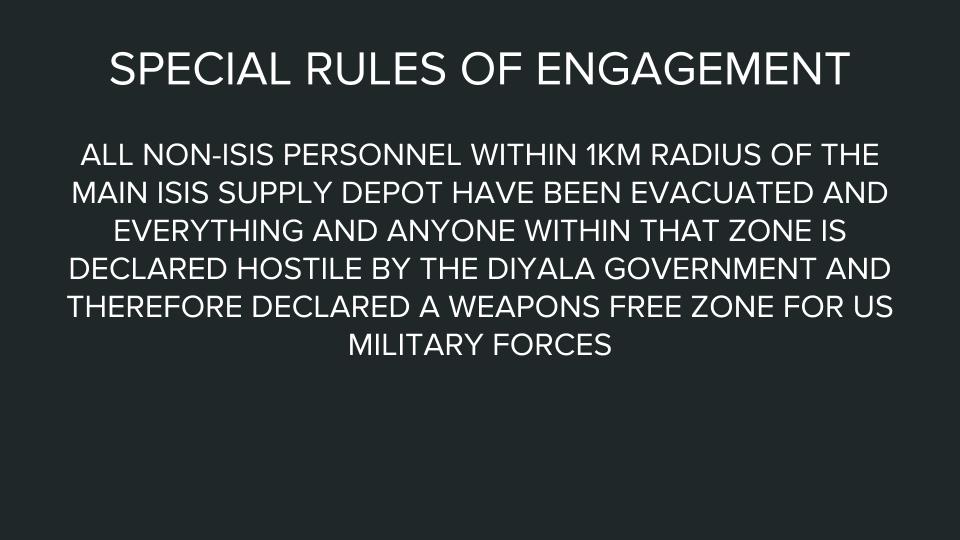 SPECIAL RULES OF ENGAGEMENT
ALL NON-ISIS PERSONNEL WITHIN 1KM RADIUS OF THE
MAIN ISIS SUPPLY DEPOT HAVE BEEN EVACUATED AND
EVERYTHING AND ANYONE WITHIN THAT ZONE IS
DECLARED HOSTILE BY THE DIYALA GOVERNMENT AND
THEREFORE DECLARED A WEAPONS FREE ZONE FOR US
MILITARY FORCES